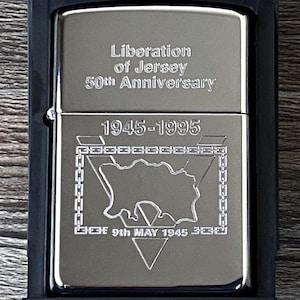 Liberation
of Jersey
50th Anniversary
1945-1995
9th MAY 1945